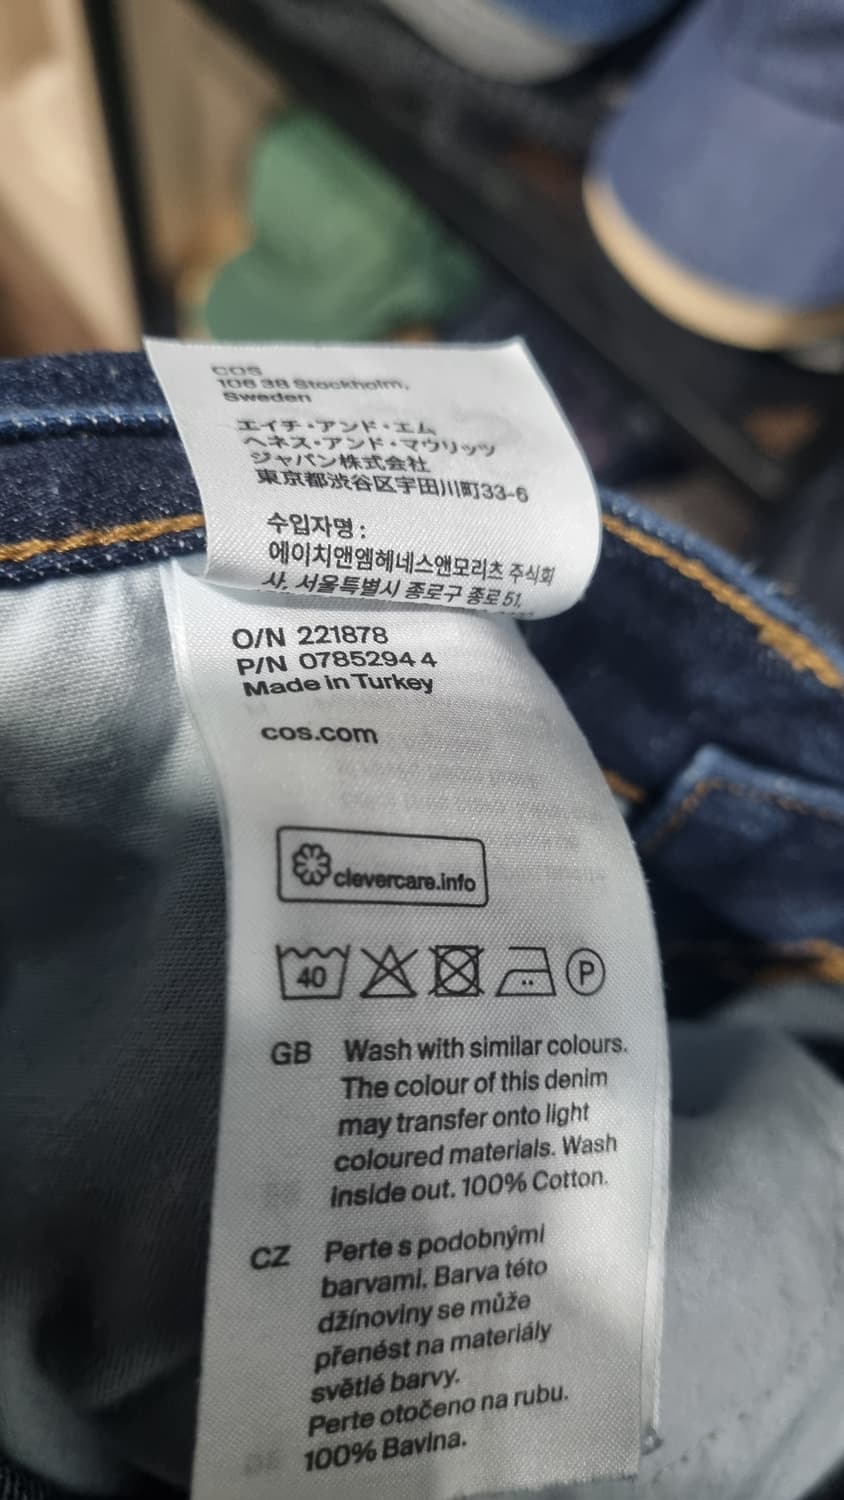 COS
106 38 Stockholm,
Sweden
エイチ・アンド・エム
ヘネス・アンド・マウリッツ
ジャパン株式会社
東京都渋谷区宇田川町33-6
수입자명 :
에이치앤엠헤네스앤모리츠 주식회
사, 서울특별시 종로구 종로 51,
O/N 221878
P/N 07852944
Made in Turkey
cos.com
clevercare.info
40
P
GB Wash with similar colours.
The colour of this denim
may transfer onto light
coloured materials. Wash
inside out. 100% Cotton.
CZ Perte s podobnými
barvami. Barva této
džínoviny se může
přenést na materiály
světlé barvy.
Perte otočeno na rubu.
100% Bavlna.